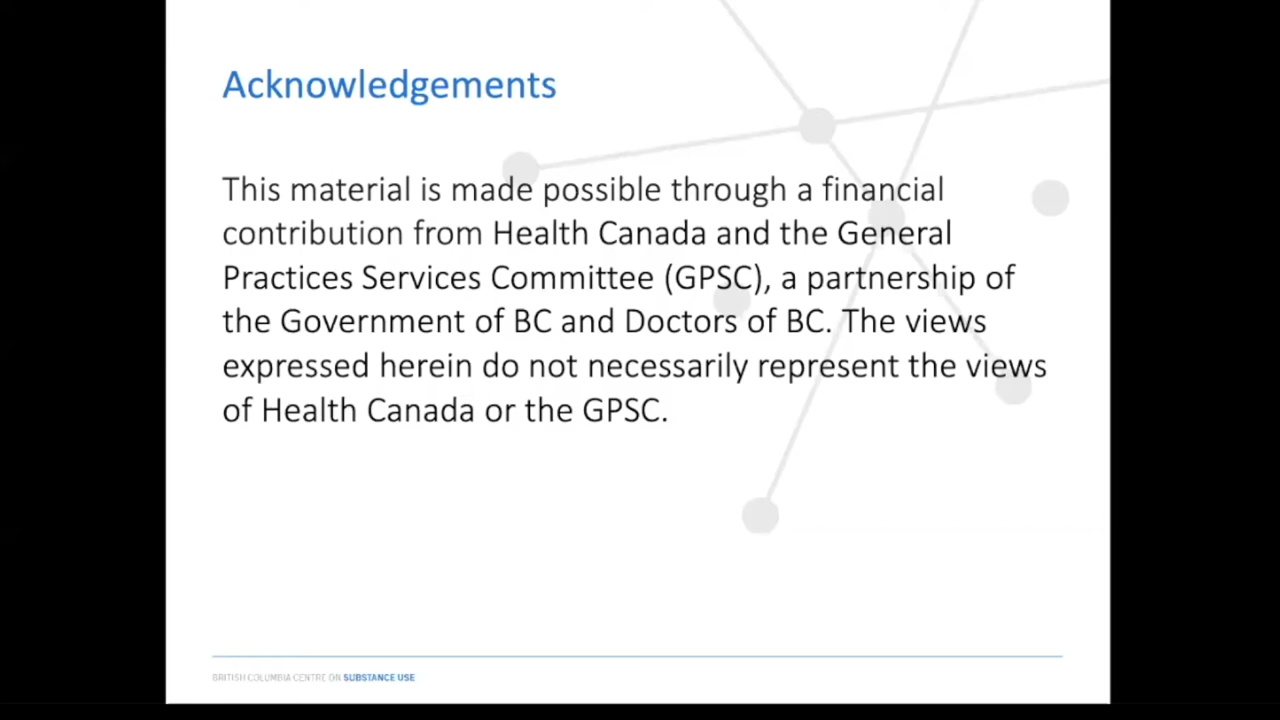 Acknowledgements
This material is made possible through a financial
contribution from Health Canada and the General
Practices Services Committee (GPSC), a partnership of
the Government of BC and Doctors of BC. The views
expressed herein do not necessarily represent the views
of Health Canada or the GPSC.
BRITISH COLUMBIA CENTRE ON SUBSTANCE USE